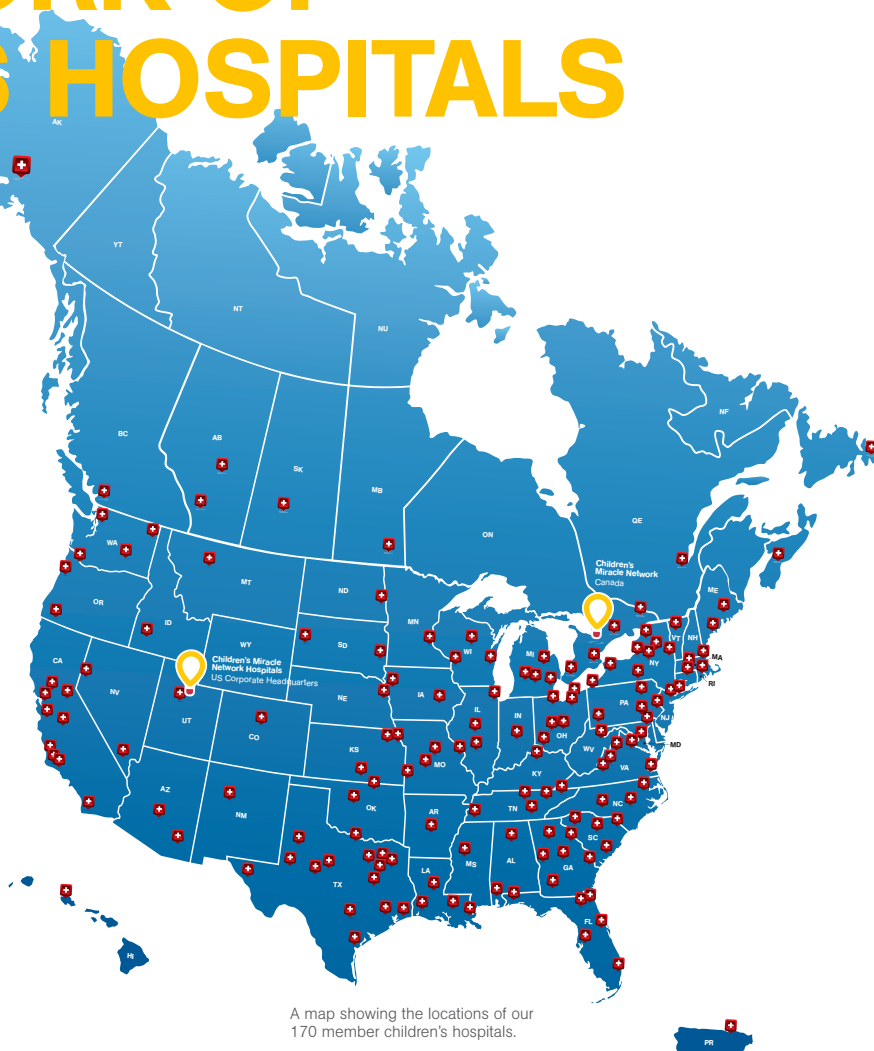 ORK OF
S HOSPITALS
AK
YT
NT
NU
BC
AB
SK
MB
ON
QE
NF
WA
OR
ID
MT
ND
MN
WI
MI
ME
VT
NH
MA
RI
NY
Children's
Miracle Network
Canada
CA
NV
UT
WY
SD
NE
IA
IL
IN
OH
PA
NJ
MD
Children's Miracle
Network Hospitals
US Corporate Headquarters
CO
KS
MO
KY
WV
VA
AZ
NM
OK
AR
TN
NC
SC
TX
LA
MS
AL
GA
FL
HI
PR
A map showing the locations of our
170 member children's hospitals.